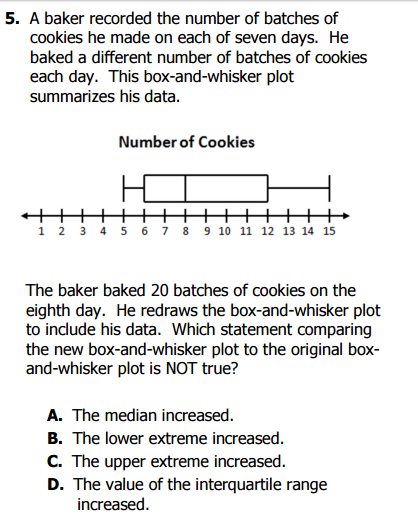 5. A baker recorded the number of batches of
cookies he made on each of seven days. He
baked a different number of batches of cookies
each day. This box-and-whisker plot
summarizes his data.
Number of Cookies
1 2 3 4 5 6 7 8 9 10 11 12 13 14 15
The baker baked 20 batches of cookies on the
eighth day. He redraws the box-and-whisker plot
to include his data. Which statement comparing
the new box-and-whisker plot to the original box-
and-whisker plot is NOT true?
A. The median increased.
B. The lower extreme increased.
C. The upper extreme increased.
D. The value of the interquartile range
increased.